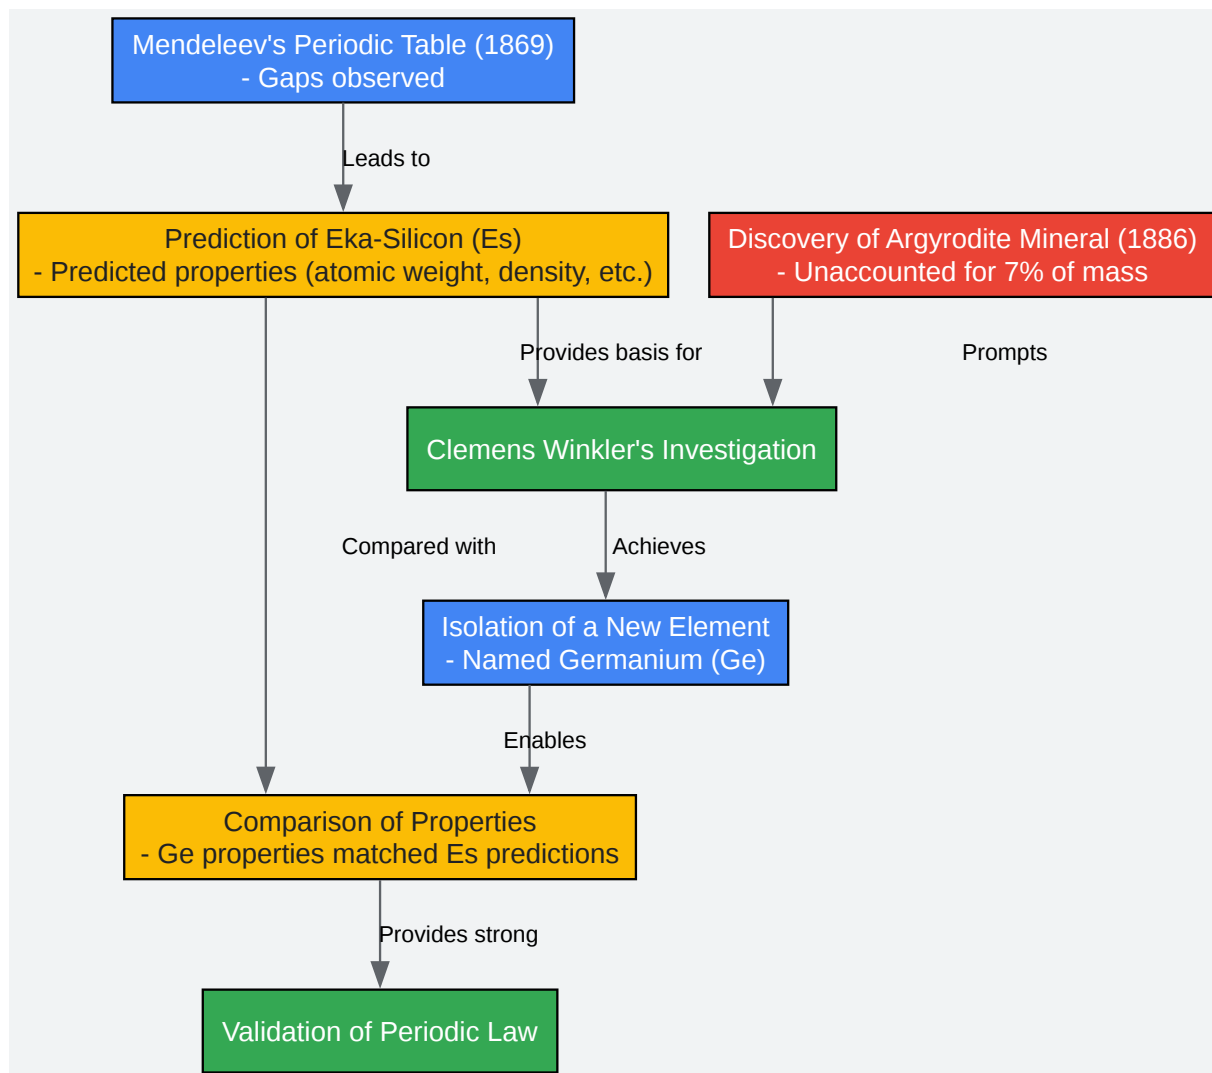 Mendeleev's Periodic Table (1869)
- Gaps observed
Leads to
Prediction of Eka-Silicon (Es)
- Predicted properties (atomic weight, density, etc.)
Discovery of Argyrodite Mineral (1886)
- Unaccounted for 7% of mass
Provides basis for
Prompts
Clemens Winkler's Investigation
Compared with
Achieves
Isolation of a New Element
- Named Germanium (Ge)
Enables
Comparison of Properties
- Ge properties matched Es predictions
Provides strong
Validation of Periodic Law